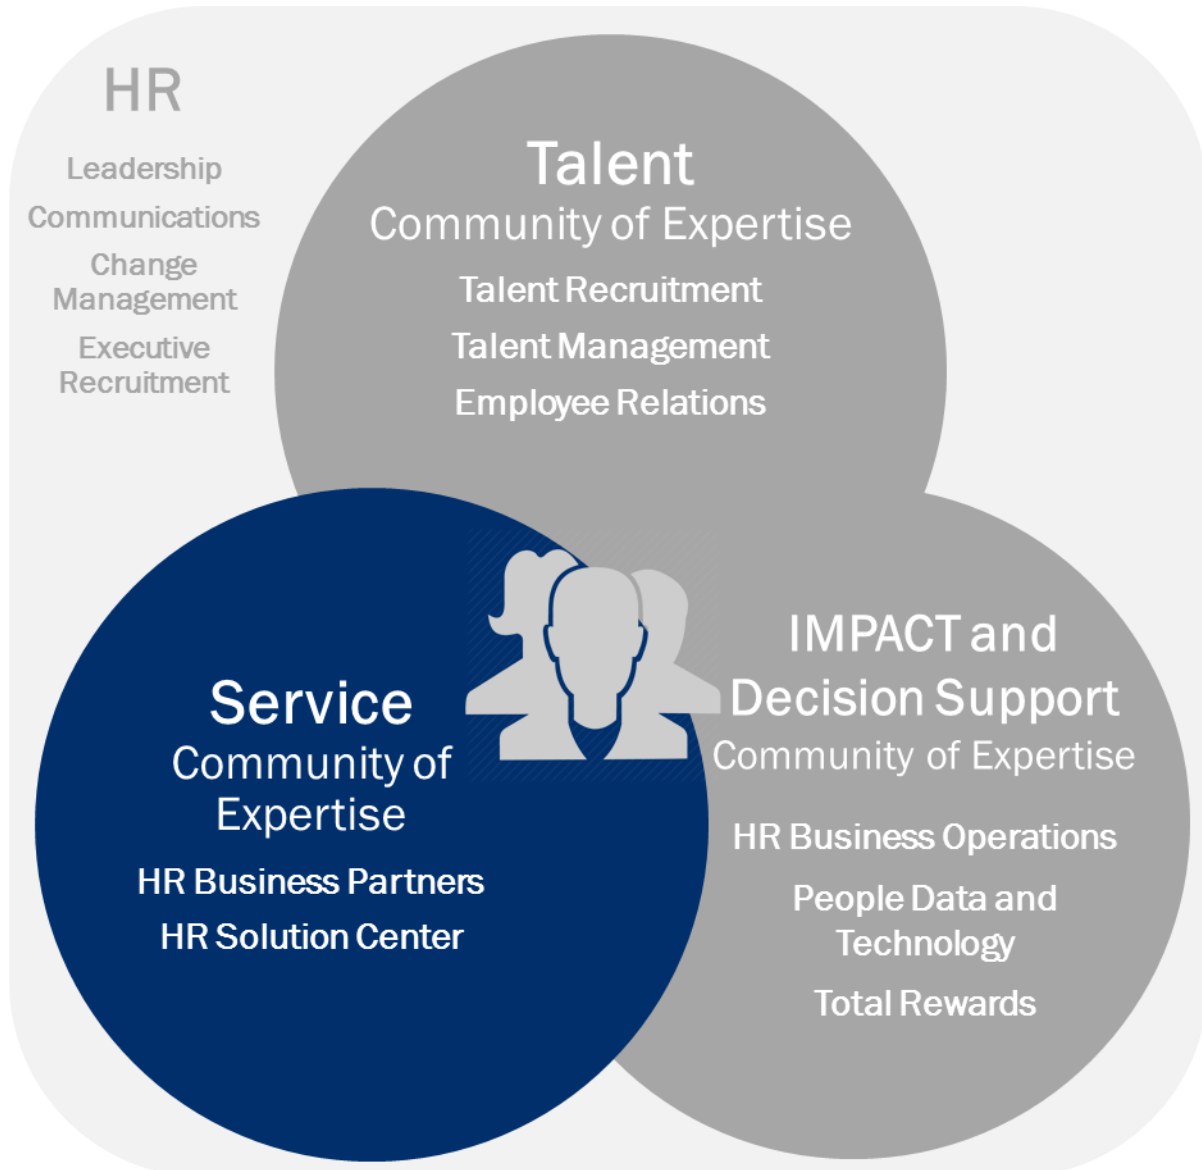 HR
Leadership
Communications
Change
Management
Executive
Recruitment
Talent
Community of Expertise
Talent Recruitment
Talent Management
Employee Relations
Service
Community of
Expertise
HR Business Partners
HR Solution Center
IMPACT and
Decision Support
Community of Expertise
HR Business Operations
People Data and
Technology
Total Rewards